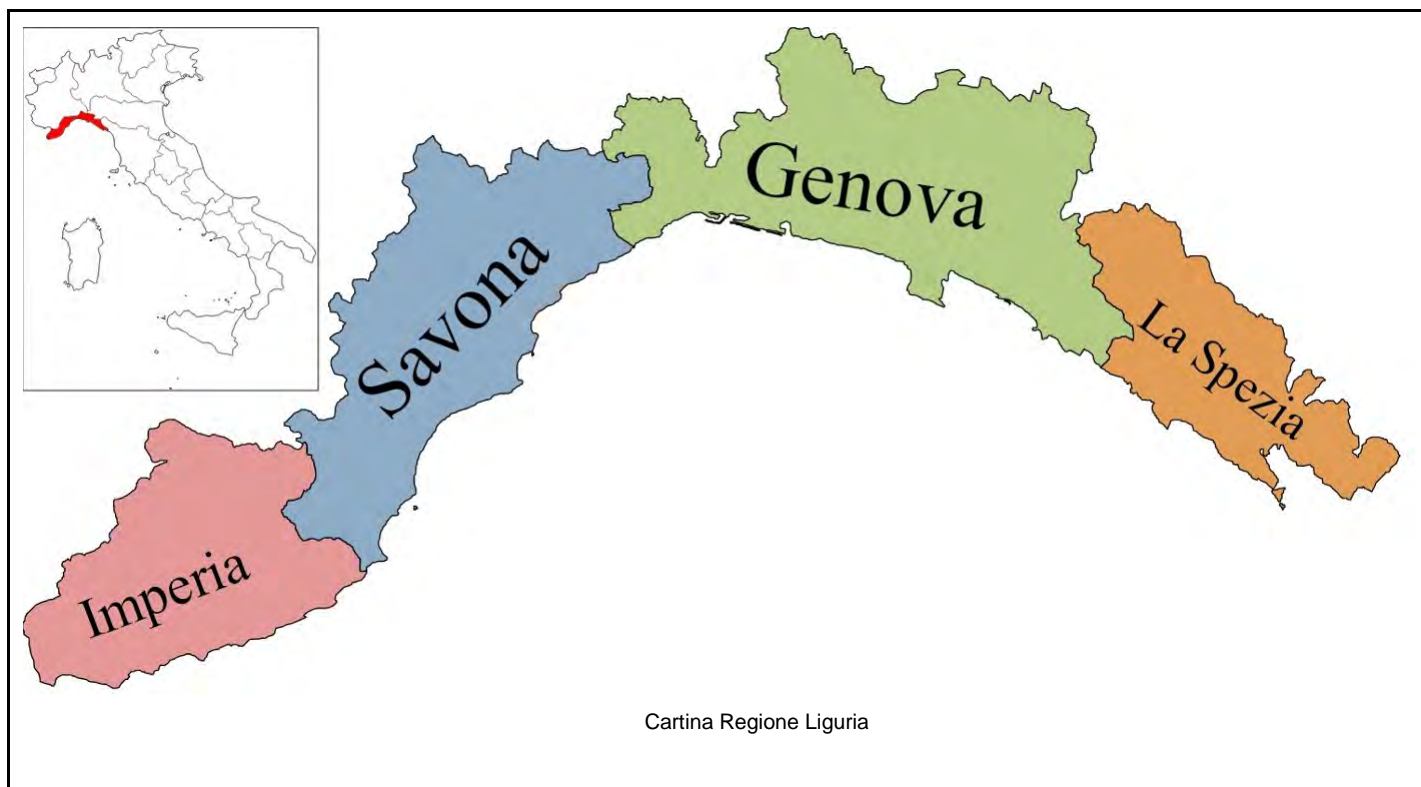 Genova
Savona
La Spezia
Imperia
Cartina Regione Liguria